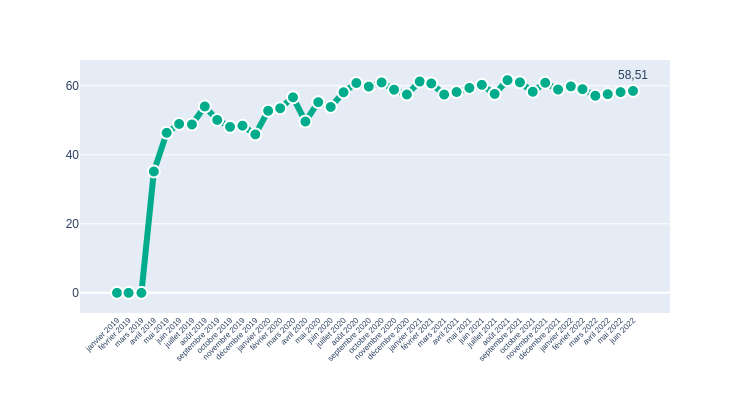 58,51
60
40
20
0
janvier 2019
février 2019
mars 2019
avril 2019
mai 2019
juin 2019
juillet 2019
août 2019
septembre 2019
octobre 2019
novembre 2019
décembre 2019
janvier 2020
février 2020
mars 2020
avril 2020
mai 2020
juin 2020
juillet 2020
août 2020
septembre 2020
octobre 2020
novembre 2020
décembre 2020
janvier 2021
février 2021
mars 2021
avril 2021
mai 2021
juin 2021
juillet 2021
août 2021
septembre 2021
octobre 2021
novembre 2021
décembre 2021
janvier 2022
février 2022
mars 2022
avril 2022
mai 2022
juin 2022